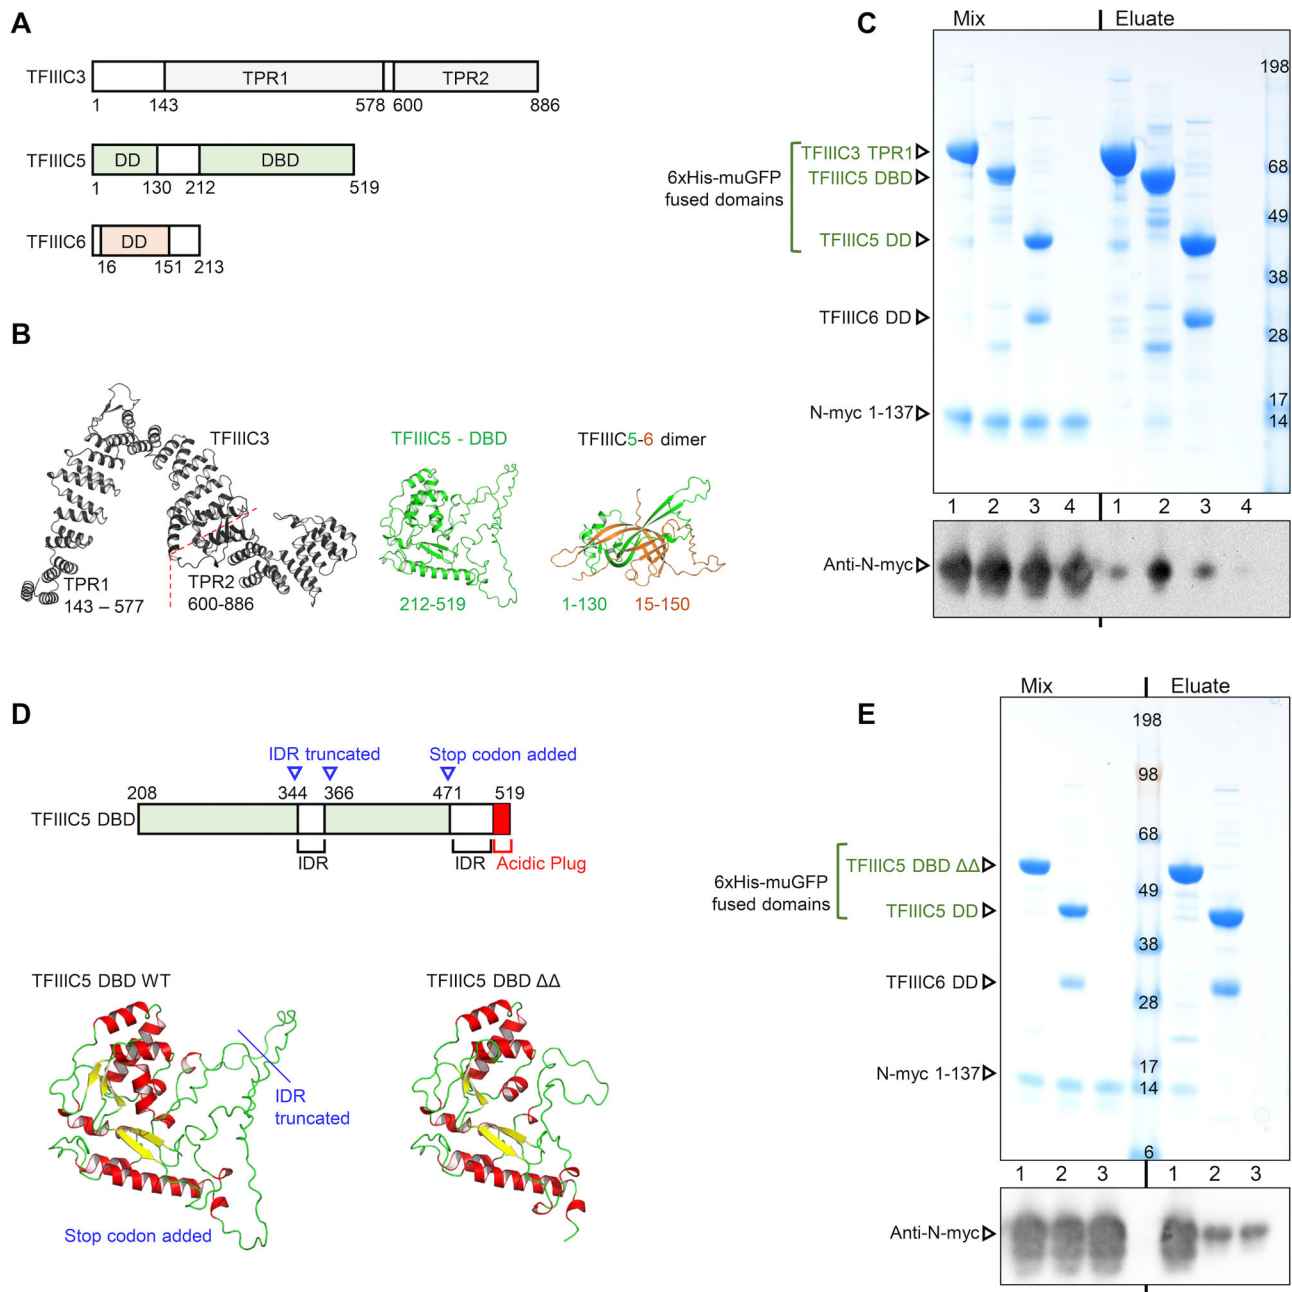 A
TFIIIC3
TPR1
TPR2
1
143
578
600
886
TFIIIC5
DD
DBD
1
130
212
519
TFIIIC6
DD
16
151
213
B
TFIIIC3
TPR1
143 – 577
TPR2
600-886
TFIIIC5 - DBD
212-519
TFIIIC5-6 dimer
1-130
15-150
C
Mix
Eluate
6xHis-muGFP
fused domains
TFIIIC3 TPR1
TFIIIC5 DBD
TFIIIC5 DD
TFIIIC6 DD
N-myc 1-137
198
68
49
38
28
17
14
1 2 3 4 1 2 3 4
Anti-N-myc
D
IDR truncated
Stop codon added
208
344
366
471
519
TFIIIC5 DBD
IDR
IDR
Acidic Plug
TFIIIC5 DBD WT
IDR
truncated
Stop codon added
TFIIIC5 DBD ΔΔ
E
Mix
Eluate
6xHis-muGFP
fused domains
TFIIIC5 DBD ΔΔ
TFIIIC5 DD
TFIIIC6 DD
N-myc 1-137
198
98
68
49
38
28
17
14
6
1 2 3 1 2 3
Anti-N-myc